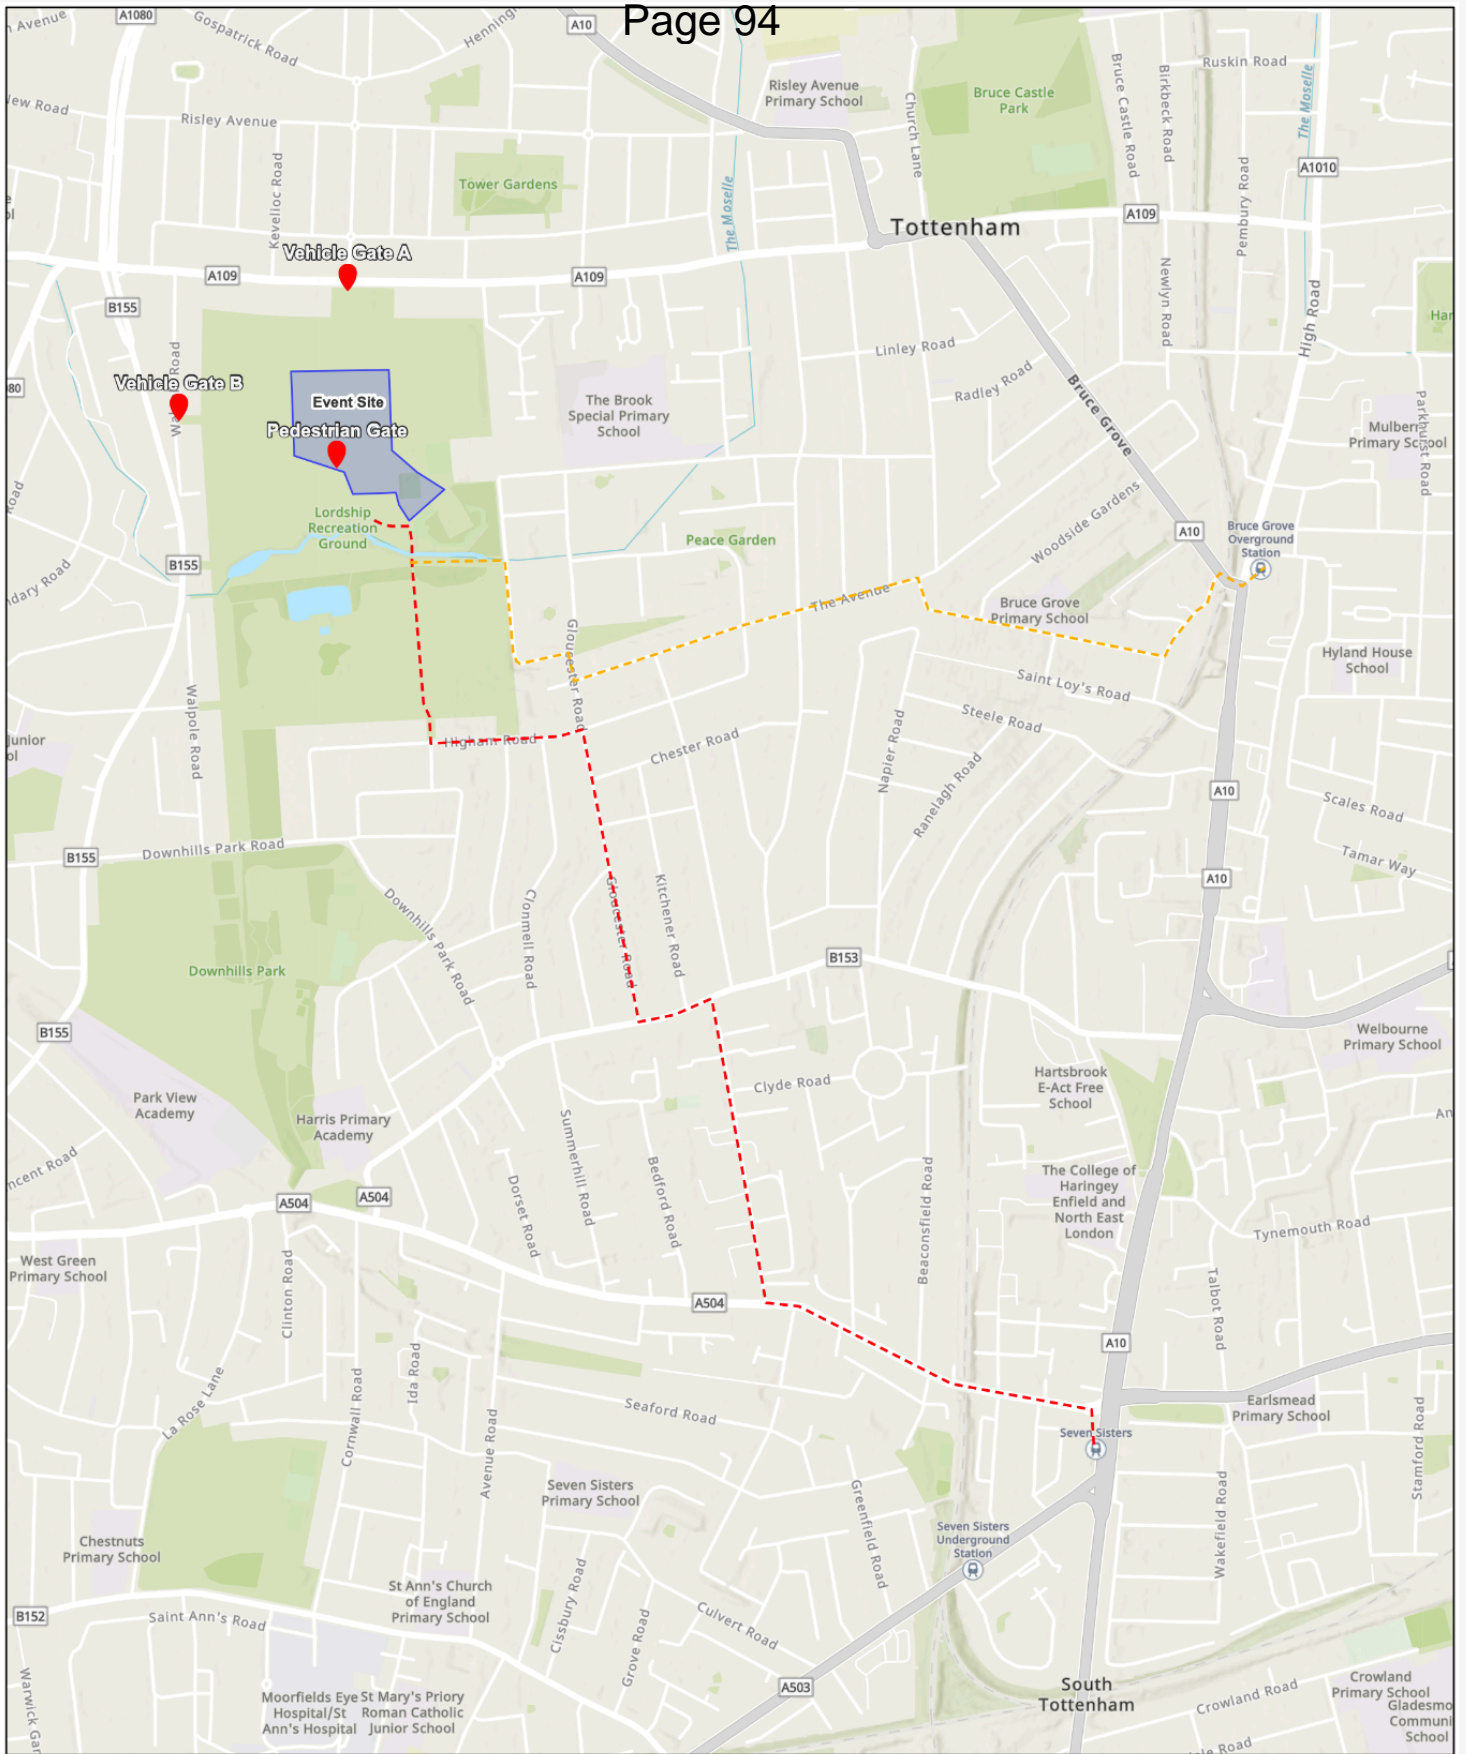 Page 94
A1080
Gospatrick Road
A10
Risley Avenue
Primary School
Church Lane
Bruce Castle
Park
Bruce Castle Road
Birkbeck Road
Ruskin Road
The Moselle
Risley Avenue
Kevelioc Road
Tower Gardens
The Moselle
A1010
Pembury Road
A109
Tottenham
Vehicle Gate A
A109
A109
B155
Newlyn Road
High Road
Linley Road
Radley Road
Bruce Grove
Vehicle Gate B
Event Site
Pedestrian Gate
The Brook
Special Primary
School
Parkhurst Road
Primary School
Lordship
Recreation
Ground
Peace Garden
Woodside Gardens
A10
Bruce Grove
Overground
Station
B155
The Avenue
Bruce Grove
Primary School
Gloucester Road
Hyland House
School
Saint Loy's Road
Steele Road
Walpole Road
Higham Road
Chester Road
Napier Road
Ranelagh Road
A10
Scales Road
Tamar Way
B155
Downhills Park Road
A10
Downhills Park Road
Clonmell Road
Gloucester Road
Kitchener Road
B153
Downhills Park
B155
Welbourne
Primary School
Park View
Academy
Harris Primary
Academy
Clyde Road
Hartsbrook
E-Act Free
School
Summerhill Road
Bedford Road
Dorset Road
Beaconsfield Road
The College of
Haringey
Enfield and
North East
London
Tynemouth Road
A504
A504
West Green
Primary School
Clinton Road
A504
Talbot Road
A10
La Rose Lane
Cornwall Road
Ida Road
Avenue Road
Seaford Road
Earlsmead
Primary School
Stamford Road
Seven Sisters
Seven Sisters
Primary School
Greenfield Road
Seven Sisters
Underground
Station
Wakefield Road
Chestnuts
Primary School
St Ann's Church
of England
Primary School
B152
Saint Ann's Road
Cissbury Road
Grove Road
Culvert Road
A503
South
Tottenham
Crowland Road
Crowland
Primary School
Moorfields Eye
Hospital/St
Ann's Hospital
St Mary's Priory
Roman Catholic
Junior School
School